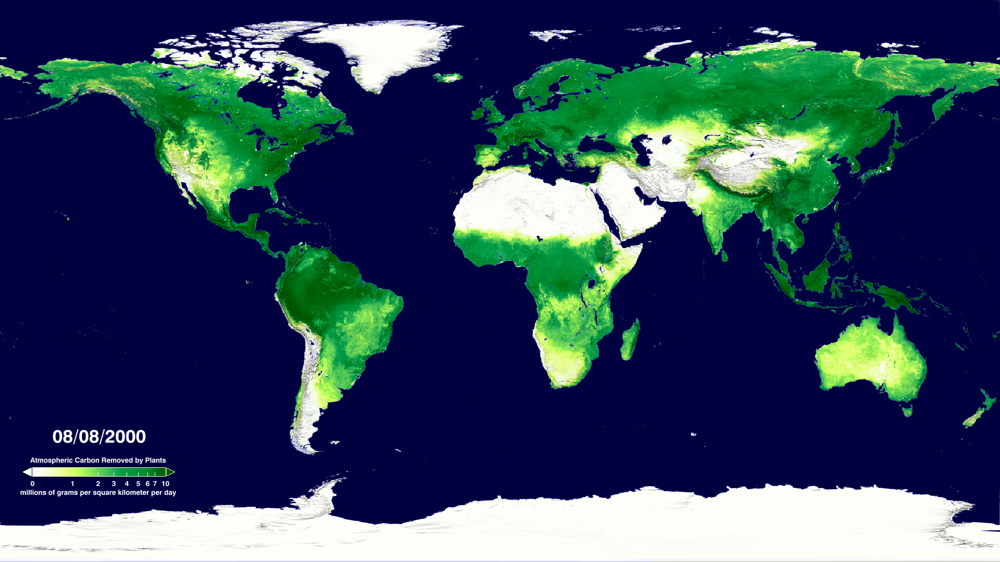 08/08/2000
Atmospheric Carbon Removed by Plants
0 1 2 3 4 5 6 7 10
millions of grams per square kilometer per day